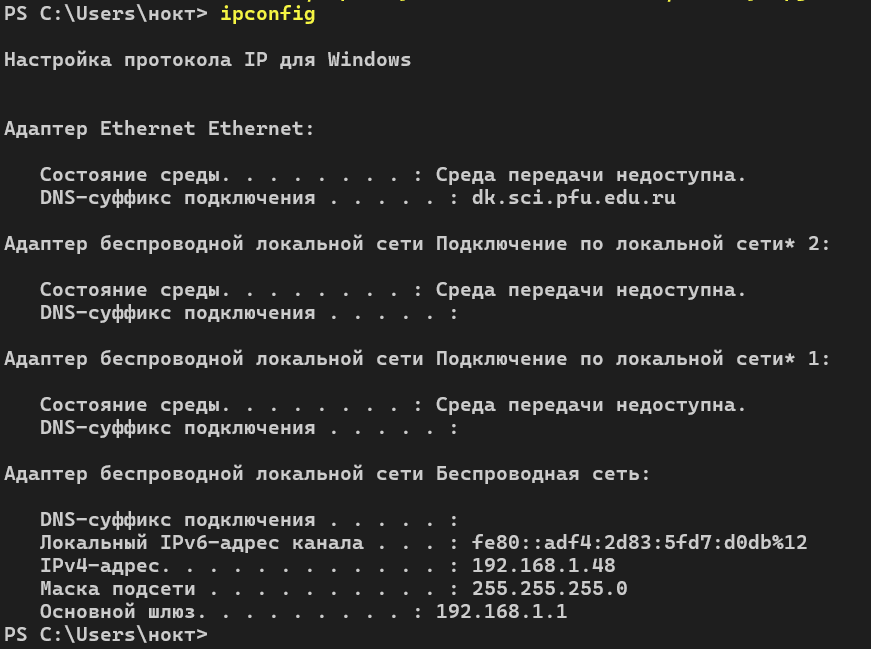 PS C:\Users\нокт> ipconfig
Настройка протокола IP для Windows
Адаптер Ethernet Ethernet:
Состояние среды. . . . . . . . : Среда передачи недоступна.
DNS-суффикс подключения . . . . . : dk.sci.pfu.edu.ru
Адаптер беспроводной локальной сети Подключение по локальной сети* 2:
Состояние среды. . . . . . . . : Среда передачи недоступна.
DNS-суффикс подключения . . . . . :
Адаптер беспроводной локальной сети Подключение по локальной сети* 1:
Состояние среды. . . . . . . . : Среда передачи недоступна.
DNS-суффикс подключения . . . . . :
Адаптер беспроводной локальной сети Беспроводная сеть:
DNS-суффикс подключения . . . . . :
Локальный IPv6-адрес канала . . . : fe80::adf4:2d83:5fd7:d0db%12
IPv4-адрес. . . . . . . . . . . . : 192.168.1.48
Маска подсети . . . . . . . . . . : 255.255.255.0
Основной шлюз. . . . . . . . . : 192.168.1.1
PS C:\Users\нокт>